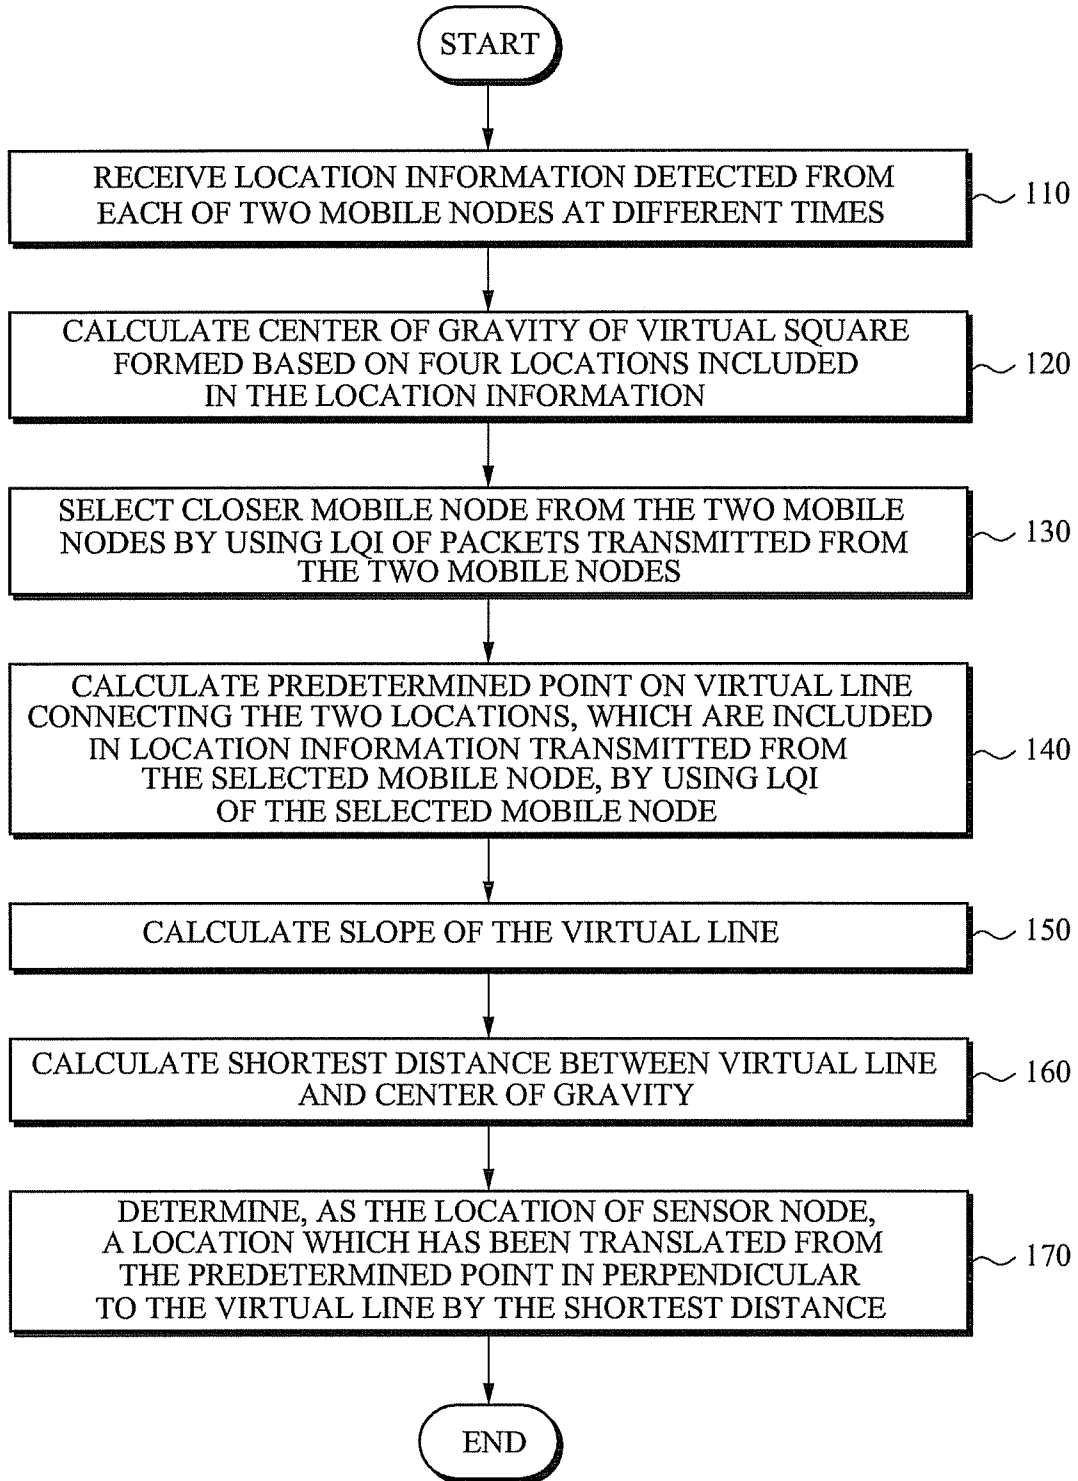 START
RECEIVE LOCATION INFORMATION DETECTED FROM
EACH OF TWO MOBILE NODES AT DIFFERENT TIMES
110
CALCULATE CENTER OF GRAVITY OF VIRTUAL SQUARE
FORMED BASED ON FOUR LOCATIONS INCLUDED
IN THE LOCATION INFORMATION
120
SELECT CLOSER MOBILE NODE FROM THE TWO MOBILE
NODES BY USING LQI OF PACKETS TRANSMITTED FROM
THE TWO MOBILE NODES
130
CALCULATE PREDETERMINED POINT ON VIRTUAL LINE
CONNECTING THE TWO LOCATIONS, WHICH ARE INCLUDED
IN LOCATION INFORMATION TRANSMITTED FROM
THE SELECTED MOBILE NODE, BY USING LQI
OF THE SELECTED MOBILE NODE
140
CALCULATE SLOPE OF THE VIRTUAL LINE
150
CALCULATE SHORTEST DISTANCE BETWEEN VIRTUAL LINE
AND CENTER OF GRAVITY
160
DETERMINE, AS THE LOCATION OF SENSOR NODE,
A LOCATION WHICH HAS BEEN TRANSLATED FROM
THE PREDETERMINED POINT IN PERPENDICULAR
TO THE VIRTUAL LINE BY THE SHORTEST DISTANCE
170
END